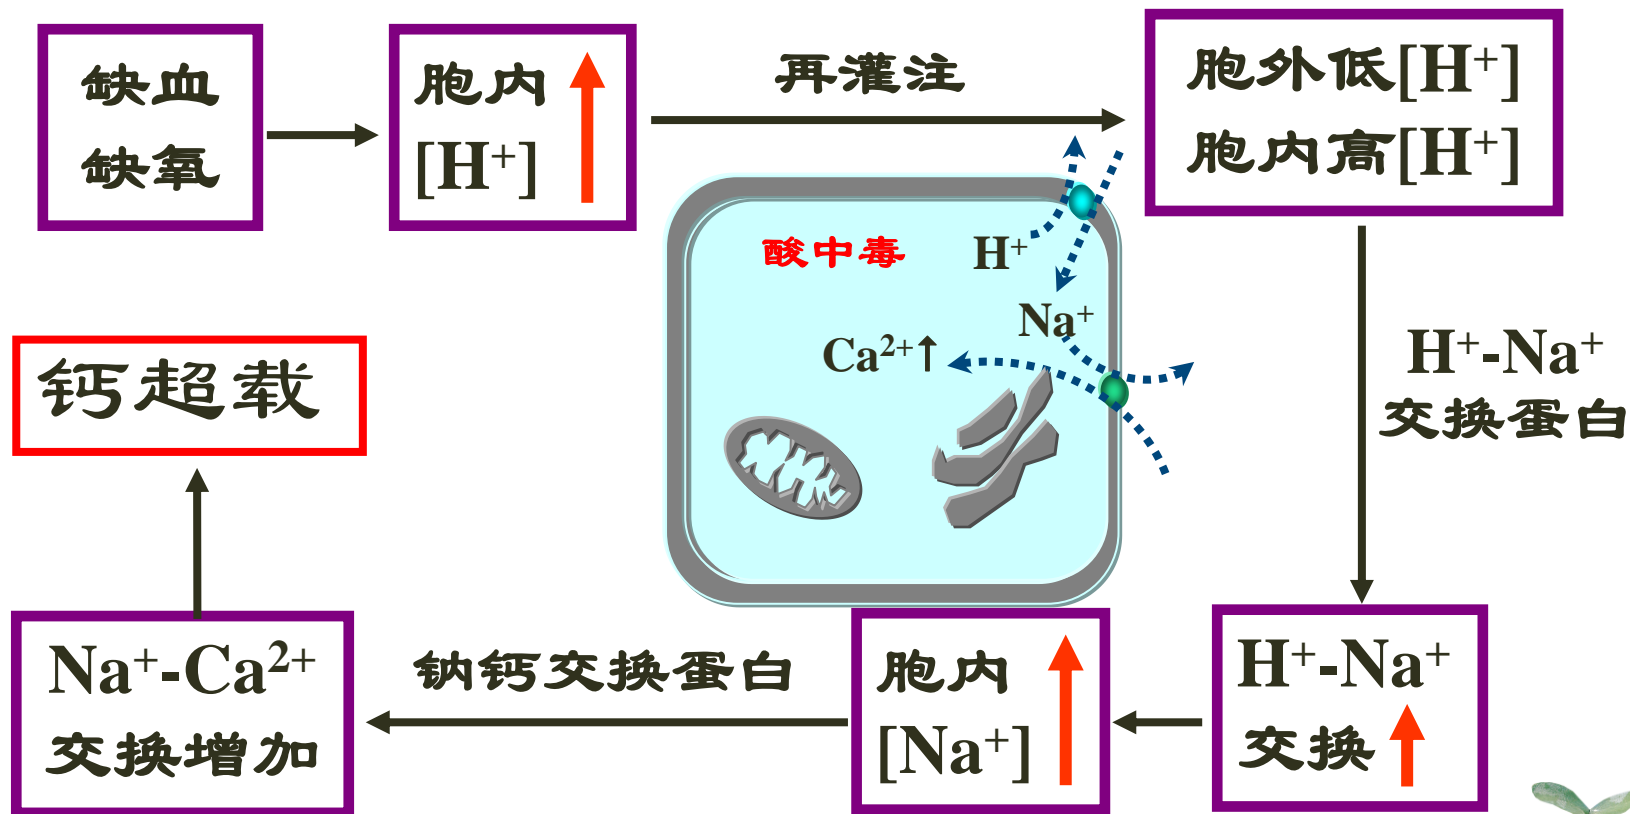 缺血
缺氧
胞内
[H⁺]
再灌注
胞外低[H⁺]
胞内高[H⁺]
酸中毒
H⁺
Na⁺
Ca²⁺↑
H⁺-Na⁺
交换蛋白
钙超载
Na⁺-Ca²⁺
交换增加
钠钙交换蛋白
胞内
[Na⁺]
H⁺-Na⁺
交换